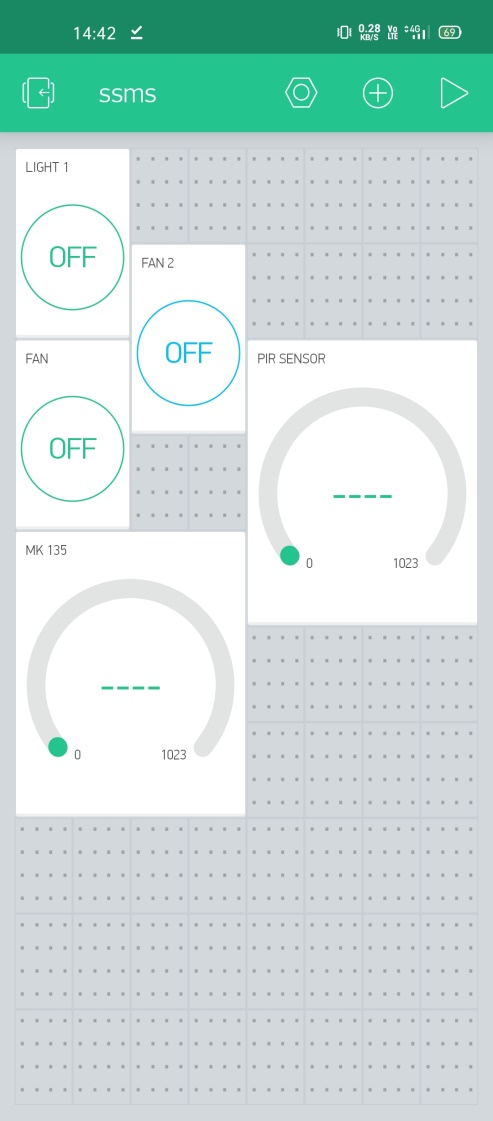 14:42
0.28
KB/S
Vo
LTE
4G
69
ssms
LIGHT 1
OFF
FAN 2
OFF
FAN
OFF
PIR SENSOR
----
0
1023
MK 135
----
0
1023